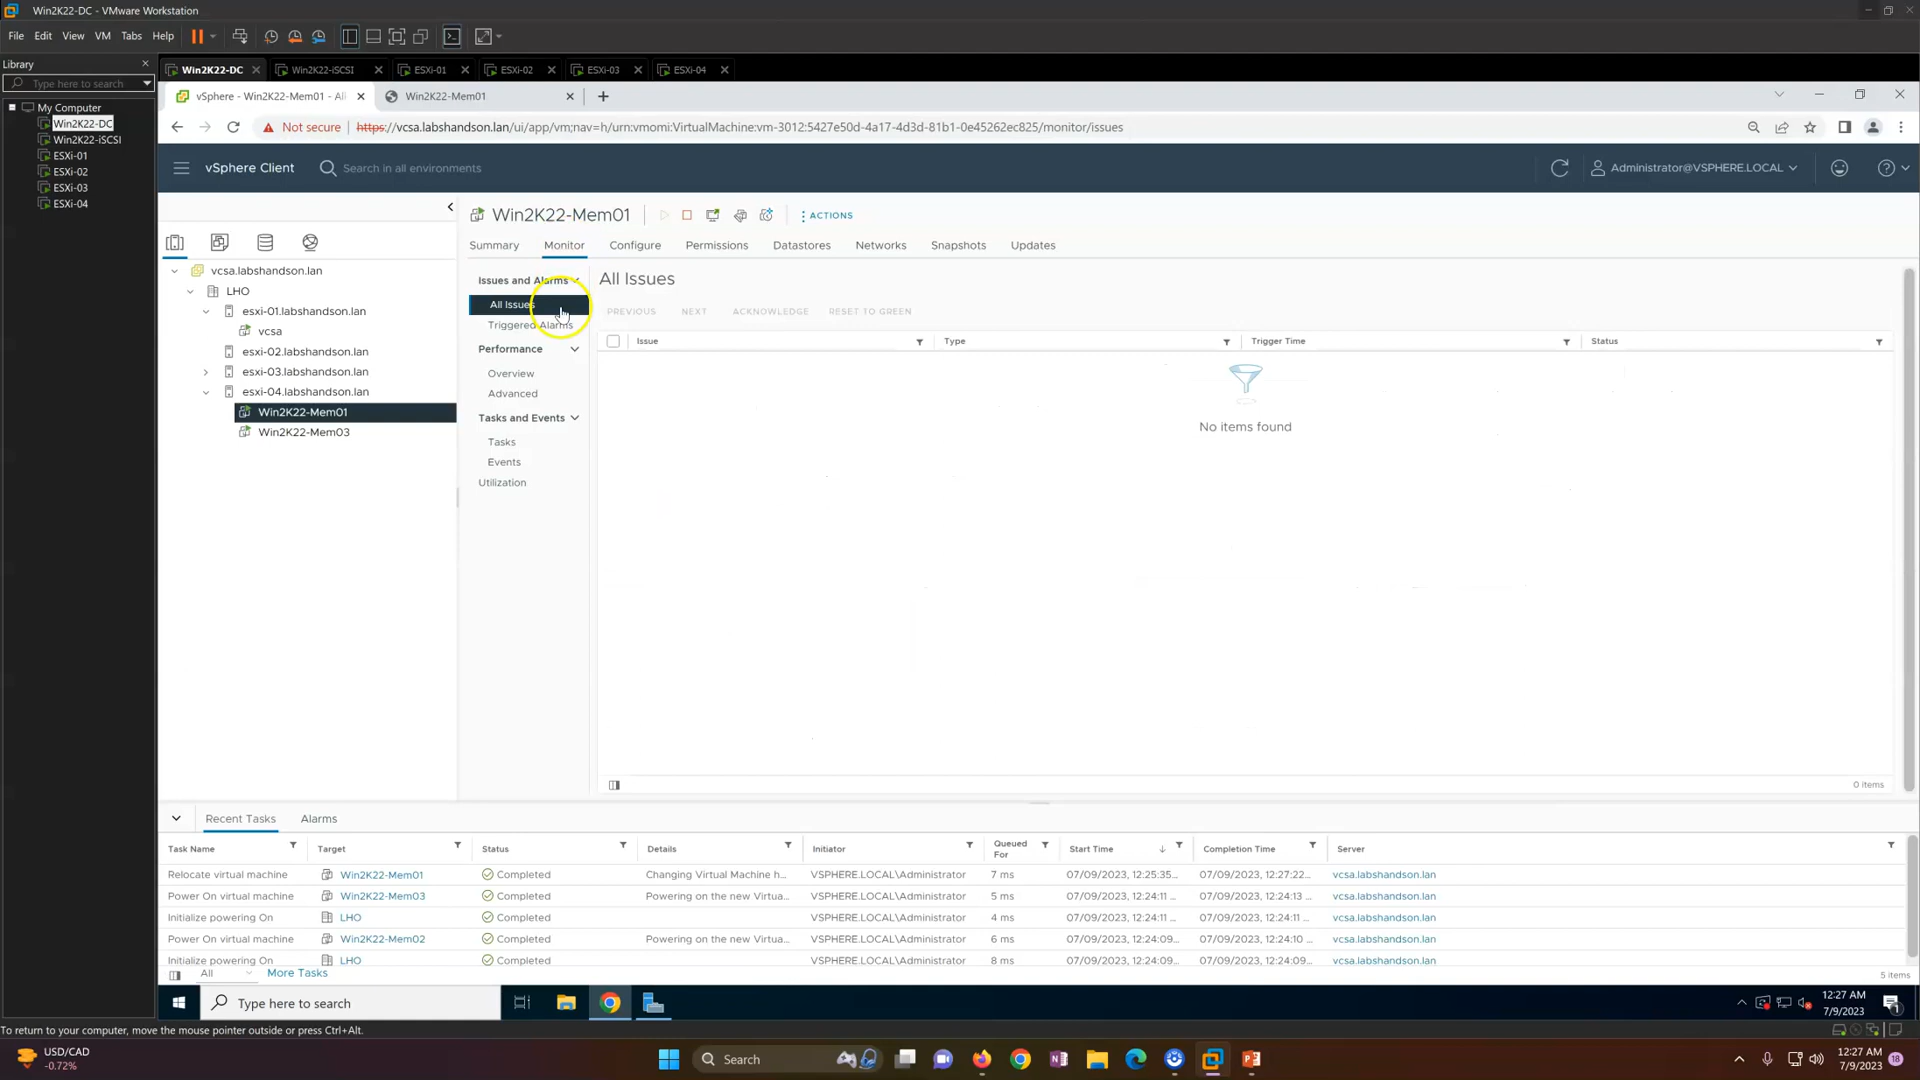 Win2K22-DC - VMware Workstation
File Edit View VM Tabs Help
Library
Type here to search
My Computer
Win2K22-DC
Win2K22-iSCSI
ESXi-01
ESXi-02
ESXi-03
ESXi-04
Win2K22-DC Win2K22-iSCSI ESXi-01 ESXi-02 ESXi-03 ESXi-04
vSphere - Win2K22-Mem01 - Al Win2K22-Mem01
Not secure https://vcsa.labshandson.lan/ui/app/vm;nav=h/urn:vmomi:VirtualMachine:vm-3012:5427e50d-4a17-4d3d-81b1-0e45262ec825/monitor/issues
vSphere Client Search in all environments Administrator@VSPHERE.LOCAL
Win2K22-Mem01 ACTIONS
Summary Monitor Configure Permissions Datastores Networks Snapshots Updates
vcsa.labshandson.lan
LHO
esxi-01.labshandson.lan
vcsa
esxi-02.labshandson.lan
esxi-03.labshandson.lan
esxi-04.labshandson.lan
Win2K22-Mem01
Win2K22-Mem03
Issues and Alarms
All Issues
Triggered Alarms
Performance
Overview
Advanced
Tasks and Events
Tasks
Events
Utilization
All Issues
PREVIOUS NEXT ACKNOWLEDGE RESET TO GREEN
Issue Type Trigger Time Status
No items found
0 items
Recent Tasks Alarms
Task Name Target Status Details Initiator Queued For Start Time Completion Time Server
Relocate virtual machine Win2K22-Mem01 Completed Changing Virtual Machine h... VSPHERE.LOCAL\Administrator 7 ms 07/09/2023, 12:25:35... 07/09/2023, 12:27:22... vcsa.labshandson.lan
Power On virtual machine Win2K22-Mem03 Completed Powering on the new Virtua... VSPHERE.LOCAL\Administrator 5 ms 07/09/2023, 12:24:11 ... 07/09/2023, 12:24:13 ... vcsa.labshandson.lan
Initialize powering On LHO Completed VSPHERE.LOCAL\Administrator 4 ms 07/09/2023, 12:24:11 ... 07/09/2023, 12:24:11 ... vcsa.labshandson.lan
Power On virtual machine Win2K22-Mem02 Completed Powering on the new Virtua... VSPHERE.LOCAL\Administrator 6 ms 07/09/2023, 12:24:09... 07/09/2023, 12:24:10 ... vcsa.labshandson.lan
Initialize powering On LHO Completed VSPHERE.LOCAL\Administrator 8 ms 07/09/2023, 12:24:09... 07/09/2023, 12:24:09... vcsa.labshandson.lan
All More Tasks 5 items
Type here to search 12:27 AM
7/9/2023 1
To return to your computer, move the mouse pointer outside or press Ctrl+Alt.
USD/CAD
-0.72%
Search
12:27 AM
7/9/2023 18